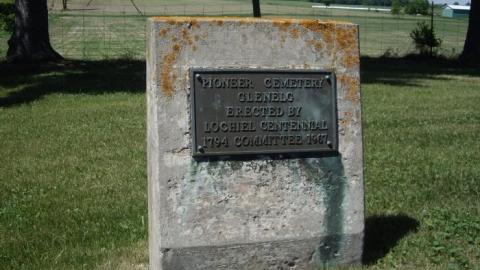 PIONEER CEMETERY
GLENELG
ERECTED BY
LOCHIEL CENTENNIAL
1794 COMMITTEE 1967